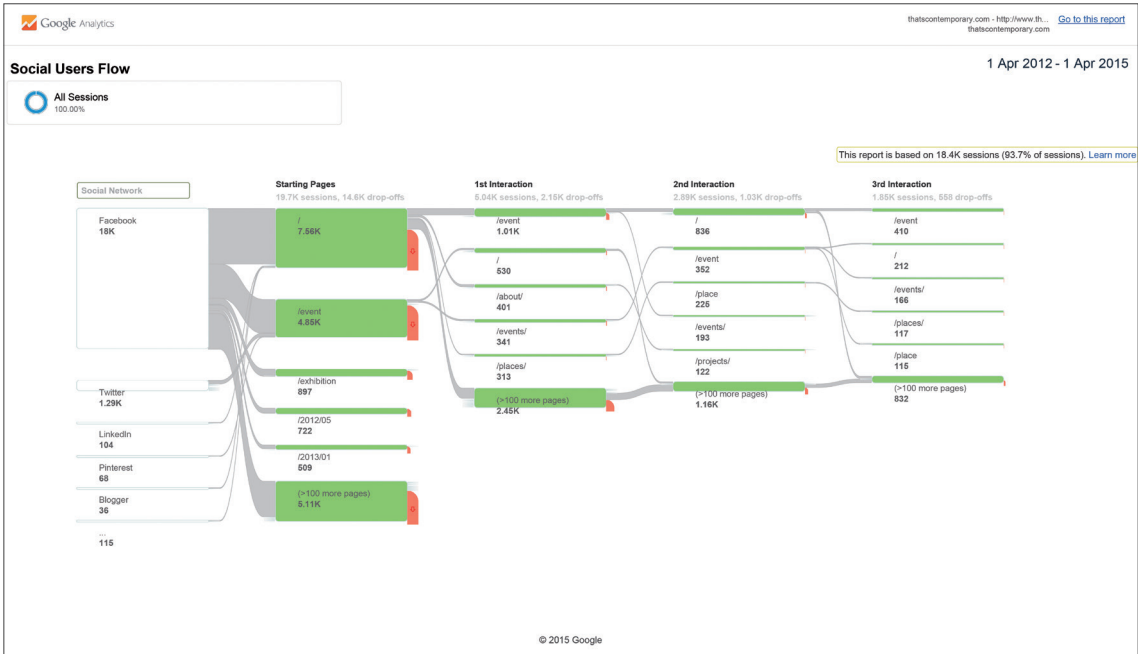 Google Analytics
thatscontemporary.com - http://www.th...
thatscontemporary.com
Go to this report
Social Users Flow
1 Apr 2012 - 1 Apr 2015
All Sessions
100.00%
This report is based on 18.4K sessions (93.7% of sessions). Learn more
Social Network
Facebook
18K
Twitter
1.29K
LinkedIn
104
Pinterest
68
Blogger
36
...
115
Starting Pages
19.7K sessions, 14.6K drop-offs
/
7.66K
/event
4.85K
/exhibition
897
/2012/05
722
/2013/01
509
(>100 more pages)
5.11K
1st Interaction
5.04K sessions, 2.15K drop-offs
/event
1.01K
/
530
/about/
401
/events/
341
/places/
313
(>100 more pages)
2.45K
2nd Interaction
2.89K sessions, 1.03K drop-offs
/
836
/event
352
/place
225
/events/
193
/projects/
122
(>100 more pages)
1.16K
3rd Interaction
1.85K sessions, 558 drop-offs
/event
410
/
212
/events/
166
/places/
117
/place
115
(>100 more pages)
832
© 2015 Google